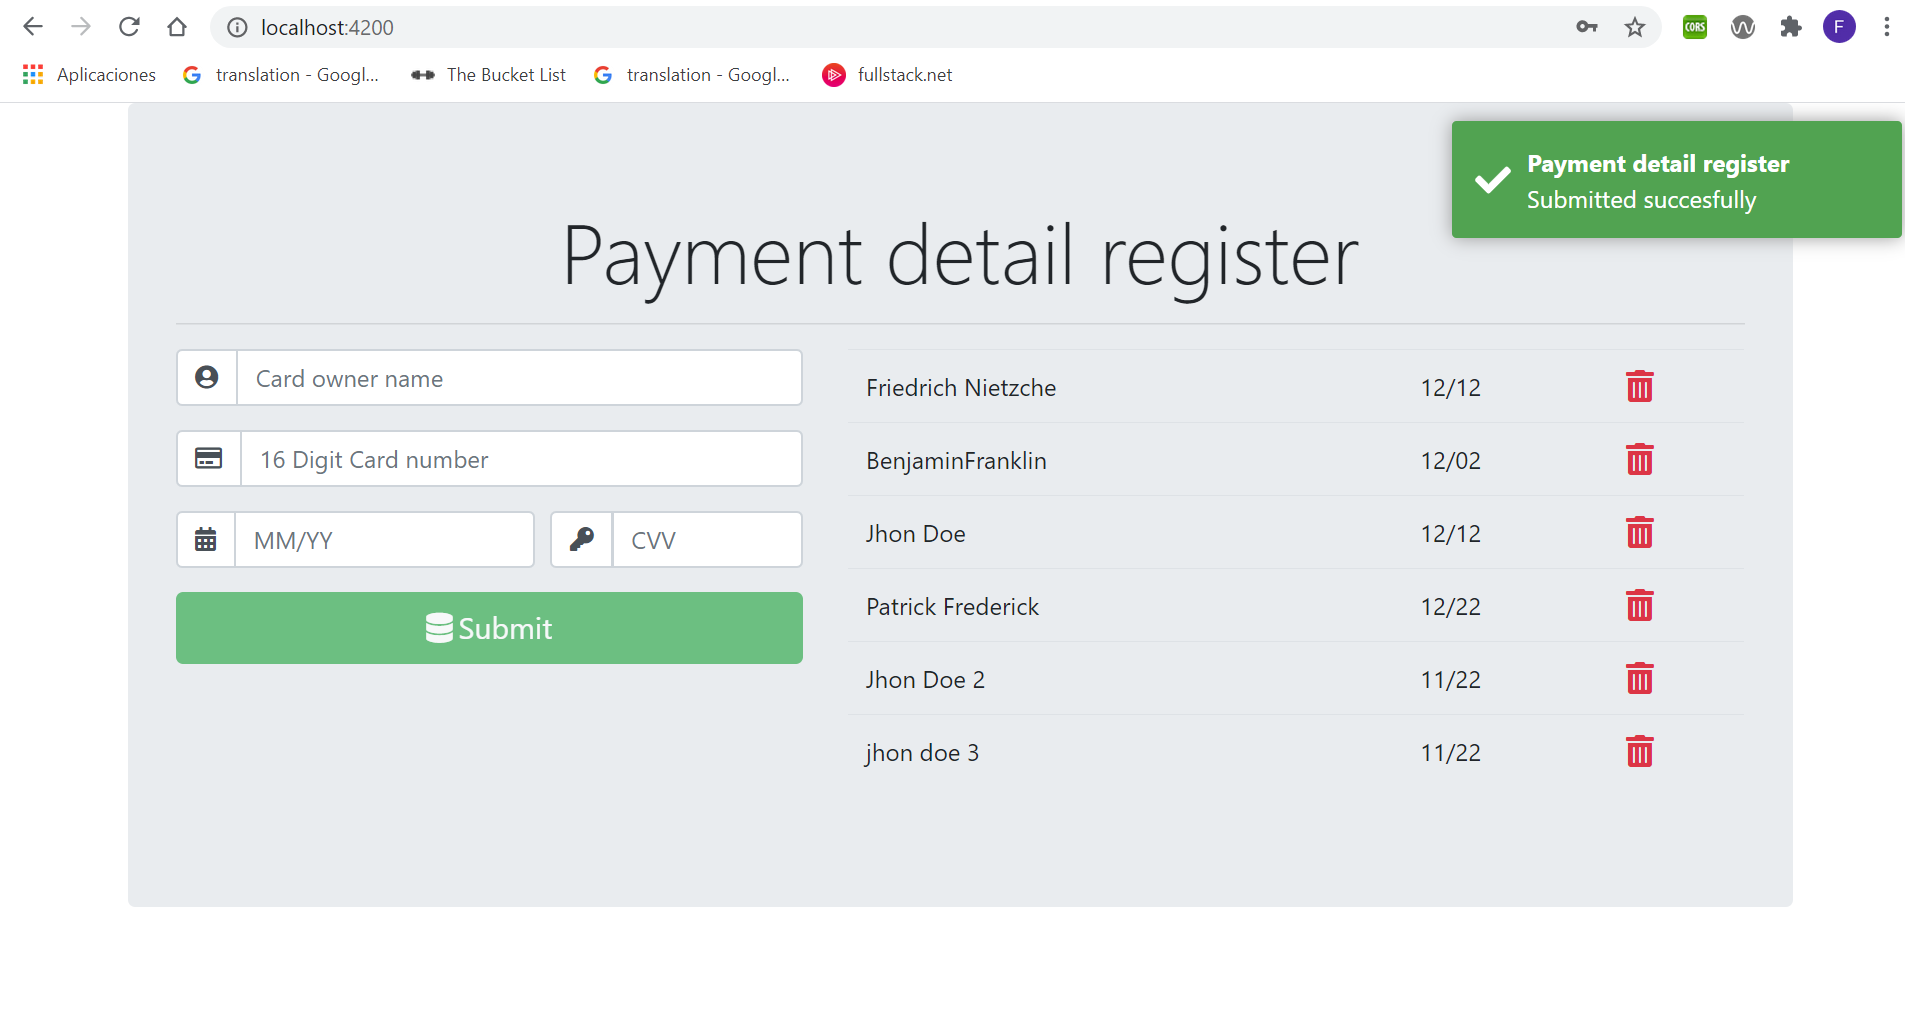 localhost:4200
CORS
F
Aplicaciones
translation - Googl...
The Bucket List
translation - Googl...
fullstack.net
Payment detail register
Submitted succesfully
Payment detail register
Card owner name
16 Digit Card number
MM/YY
CVV
Submit
Friedrich Nietzche 12/12
BenjaminFranklin 12/02
Jhon Doe 12/12
Patrick Frederick 12/22
Jhon Doe 2 11/22
jhon doe 3 11/22